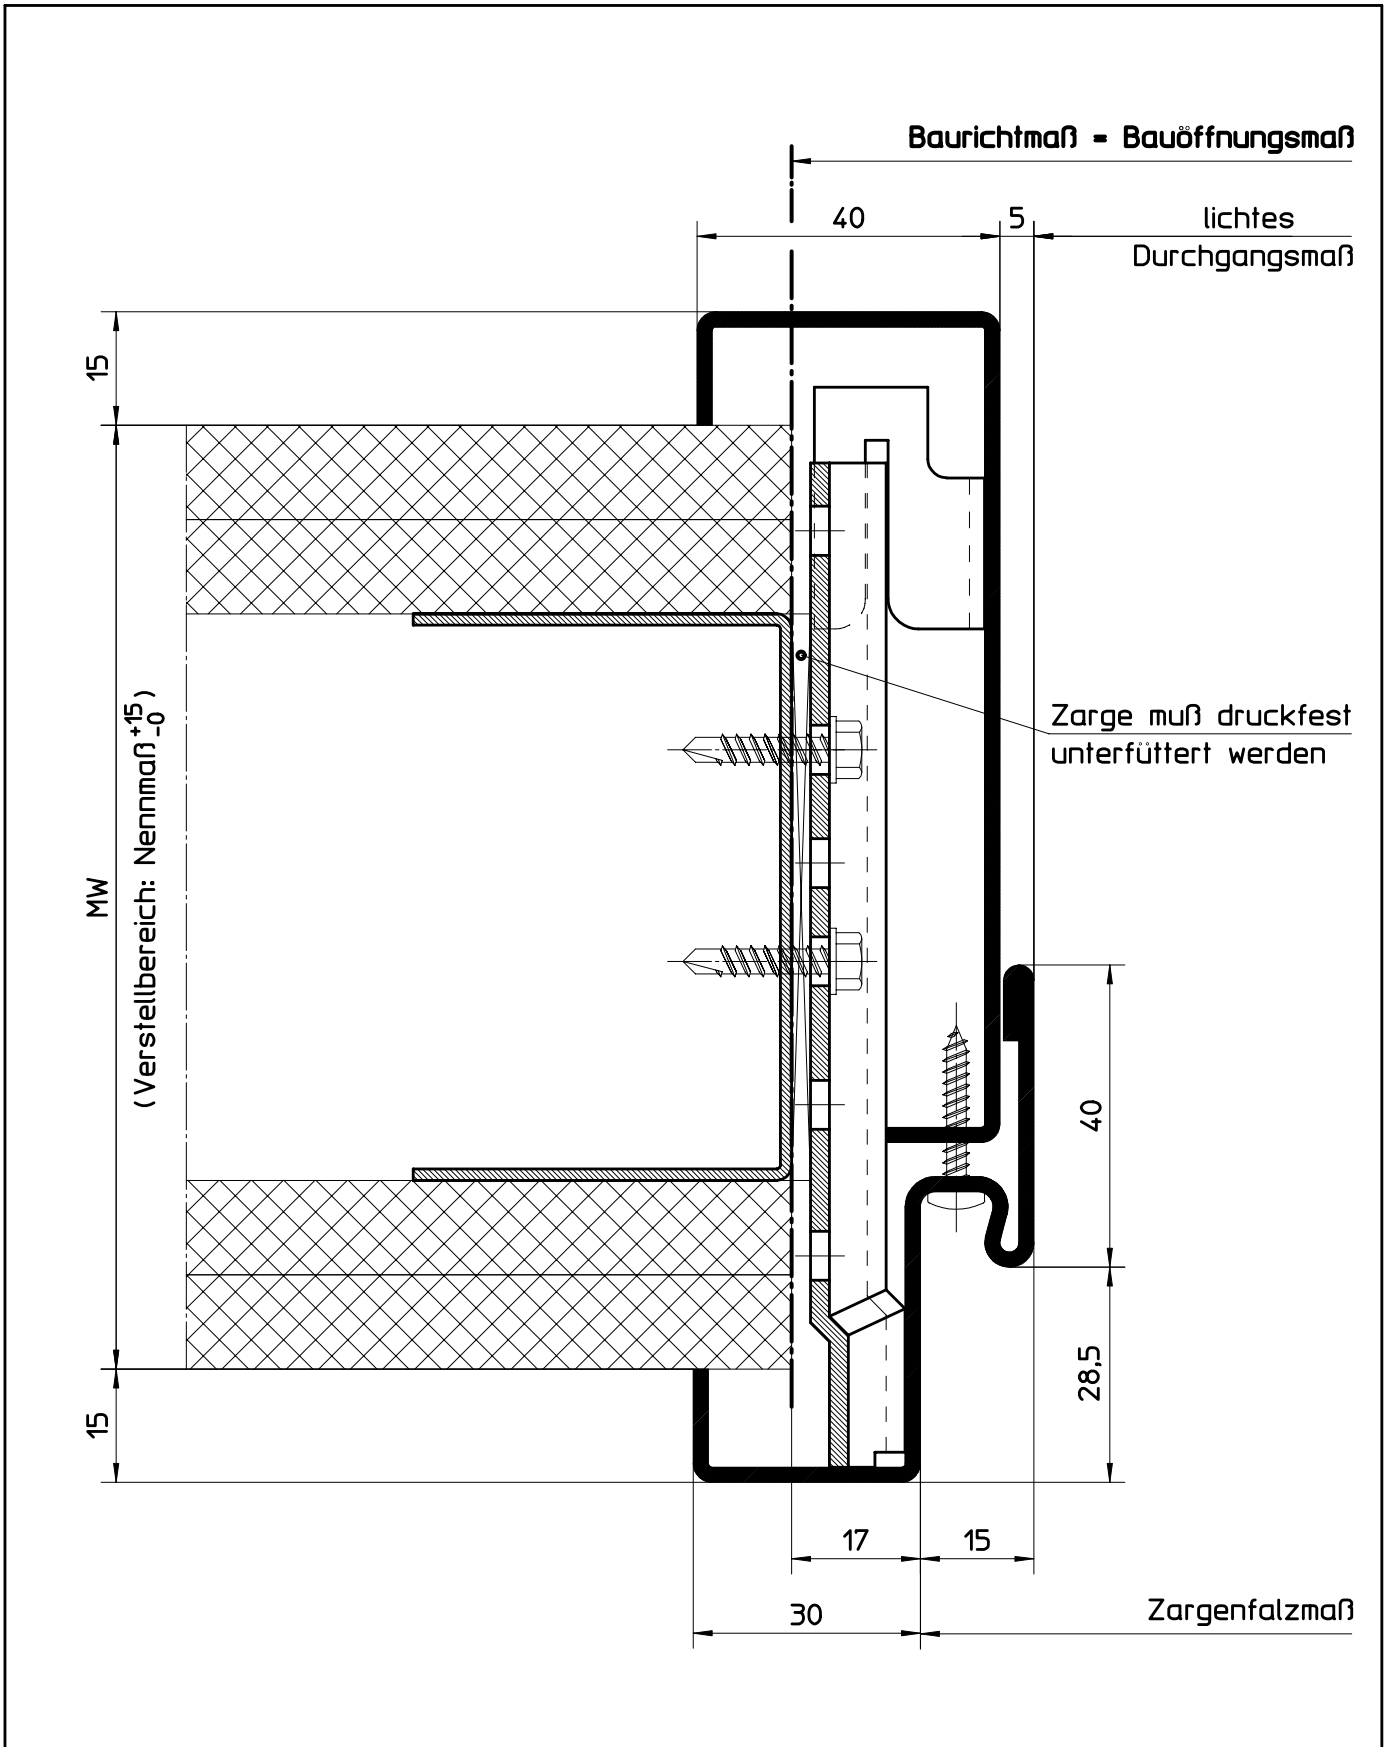 Baurichtmaß = Bauöffnungsmaß
40
5
lichtes
Durchgangsmaß
15
MW
(Verstellbereich: Nennmaß +15 -0 )
Zarge muß druckfest
unterfüttert werden
40
28,5
15
17
15
30
Zargenfalzmaß